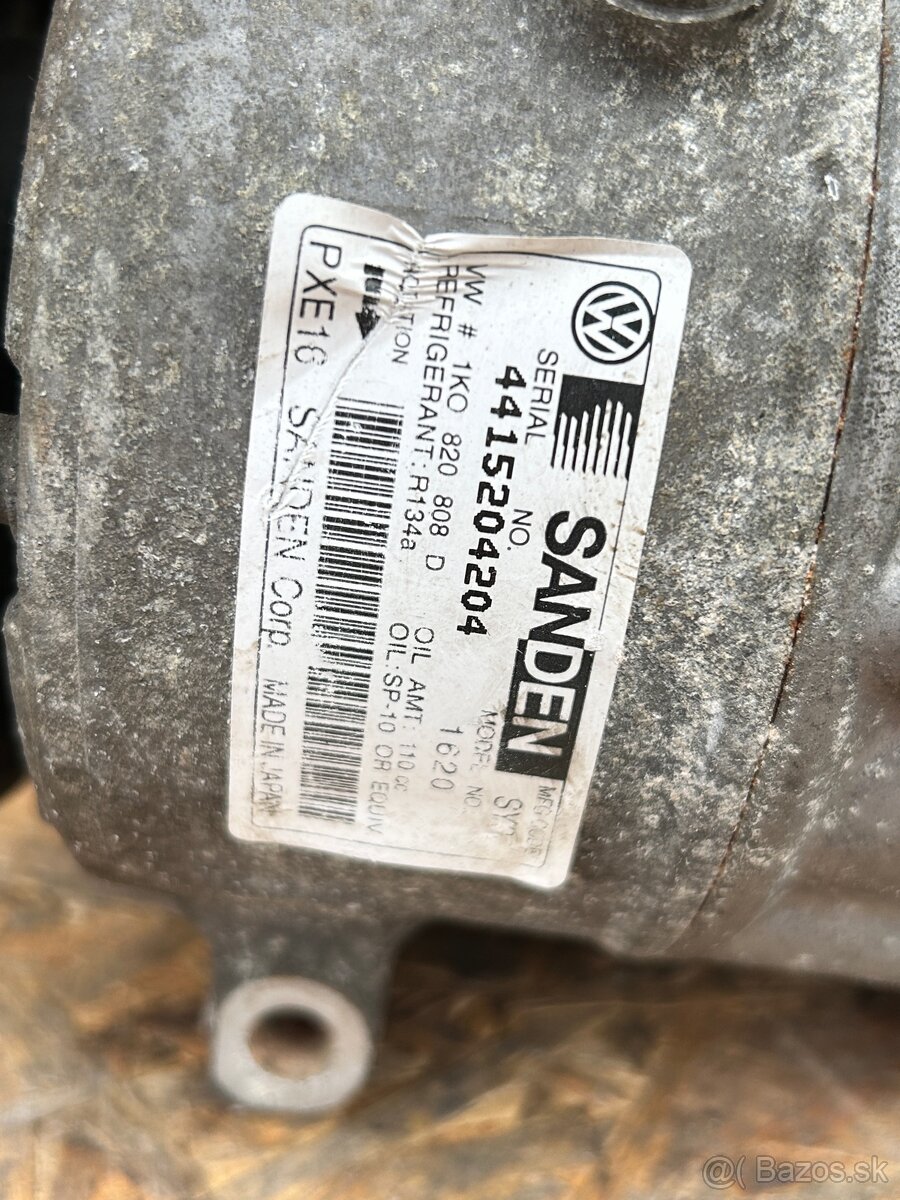 VW
SANDEN
MFG CODE
SERIAL NO.
MODEL NO.
4415204204
1620
VW # 1K0 820 808 D
OIL AMT: 110 cc
REFRIGERANT: R134a
OIL: SP-10 OR EQUIV
PXE16 SANDEN Corp. MADE IN JAPAN
@( Bazos.sk